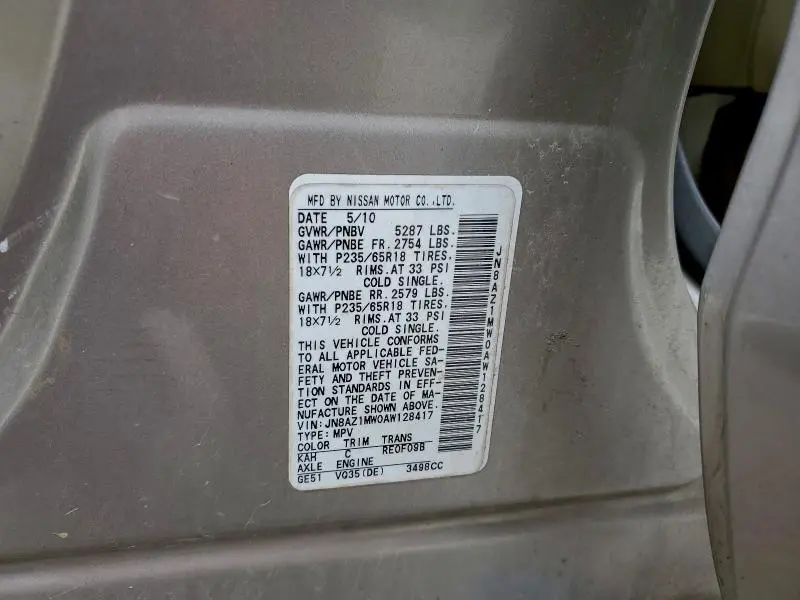 MFD BY NISSAN MOTOR CO.,LTD.
DATE 5/10
GVWR/PNBV 5287 LBS.
GAWR/PNBE FR. 2754 LBS.
WITH P235/65R18 TIRES.
18×7½ RIMS.AT 33 PSI
COLD SINGLE.
GAWR/PNBE RR. 2579 LBS.
WITH P235/65R18 TIRES.
18×7½ RIMS.AT 33 PSI
COLD SINGLE.
THIS VEHICLE CONFORMS
TO ALL APPLICABLE FED-
ERAL MOTOR VEHICLE SA-
FETY AND THEFT PREVEN-
TION STANDARDS IN EFF-
ECT ON THE DATE OF MA-
NUFACTURE SHOWN ABOVE.
VIN:JN8AZ1MW0AW128417
TYPE:MPV
COLOR TRIM TRANS
KAH C RE0F09B
AXLE ENGINE
GE51 VQ35(DE) 3498CC
JN8AZ1MW0AW128417